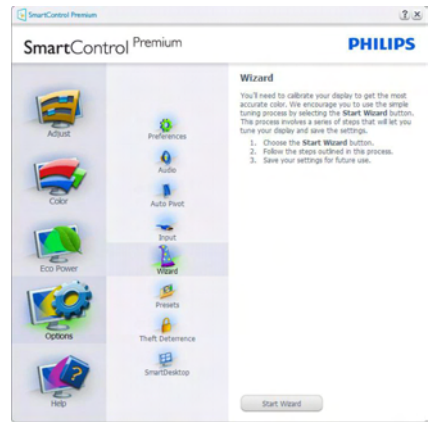 SmartControl Premium
SmartControl Premium
PHILIPS
Adjust
Color
Eco Power
Options
Help
Preferences
Audio
Auto Pivot
Input
Wizard
Presets
Theft Deterrence
SmartDesktop
Wizard
You'll need to calibrate your display to get the most
accurate color. We encourage you to use the simple
tuning process by selecting the Start Wizard button.
This process involves a series of steps that will let you
tune your display and save the settings.
1. Choose the Start Wizard button.
2. Follow the steps outlined in this process.
3. Save your settings for future use.
Start Wizard